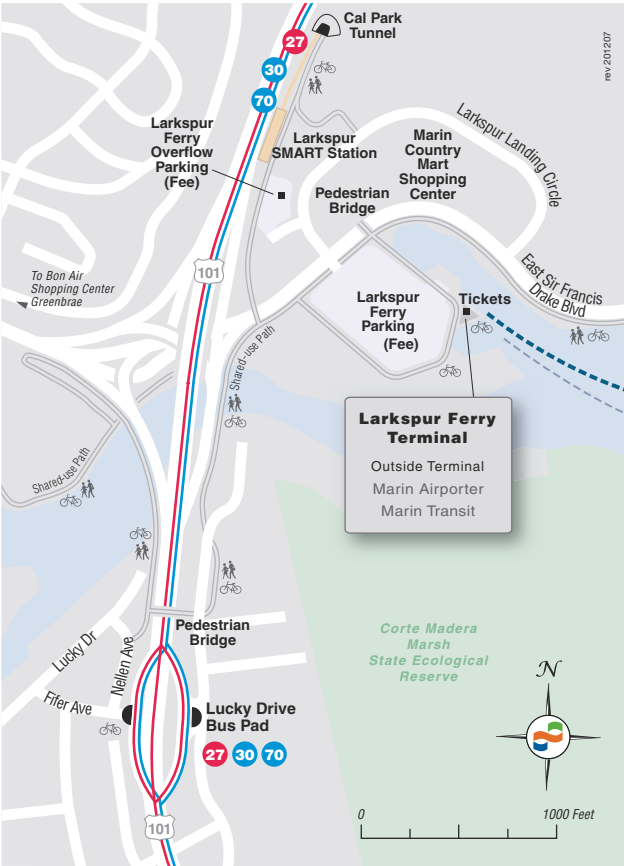 Cal Park
Tunnel
27
30
70
rev 201207
Larkspur
Ferry
Overflow
Parking
(Fee)
Larkspur
SMART Station
Marin
Country
Mart
Shopping
Center
Larkspur Landing Circle
Pedestrian
Bridge
101
To Bon Air
Shopping Center
Greenbrae
East Sir Francis
Drake Blvd
Larkspur
Ferry
Parking
(Fee)
Tickets
Shared-use Path
Larkspur Ferry
Terminal
Outside Terminal
Marin Airporter
Marin Transit
Shared-use Path
Pedestrian
Bridge
Lucky Dr
Nellen Ave
Fifer Ave
Corte Madera
Marsh
State Ecological
Reserve
N
Lucky Drive
Bus Pad
27 30 70
101
0 1000 Feet